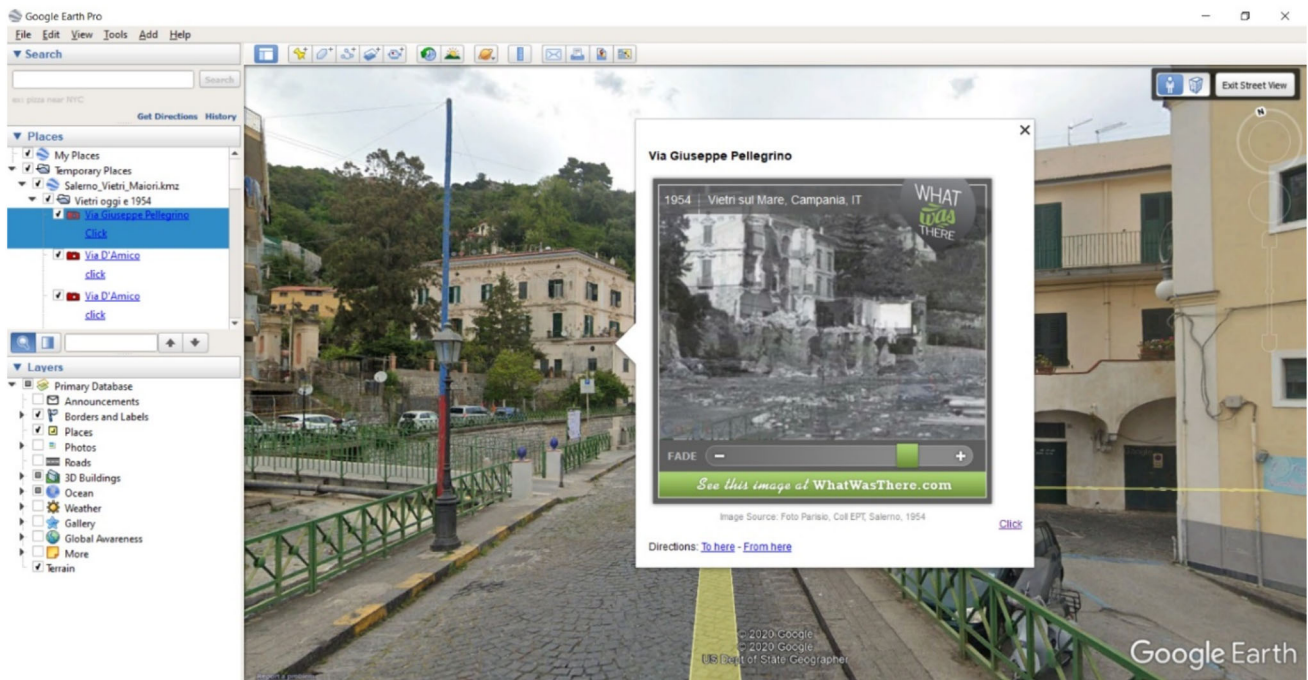 Google Earth Pro
File Edit View Tools Add Help
Search
Search
ex: pizza near NYC
Get Directions History
Places
My Places
Temporary Places
Salerno_Vietri_Maiori.kmz
Vietri oggi e 1954
Via Giuseppe Pellegrino
Click
Via D'Amico
click
Via D'Amico
click
Layers
Primary Database
Announcements
Borders and Labels
Places
Photos
Roads
3D Buildings
Ocean
Weather
Gallery
Global Awareness
More
Terrain
Exit Street View
N
Via Giuseppe Pellegrino
1954 Vietri sul Mare, Campania, IT
WHAT
was
THERE
FADE
See this image at WhatWasThere.com
Image Source: Foto Parisio, Coll EPT, Salerno, 1954
Click
Directions: To here - From here
© 2020 Google
© 2020 Google
US Dept of State Geographer
Google Earth